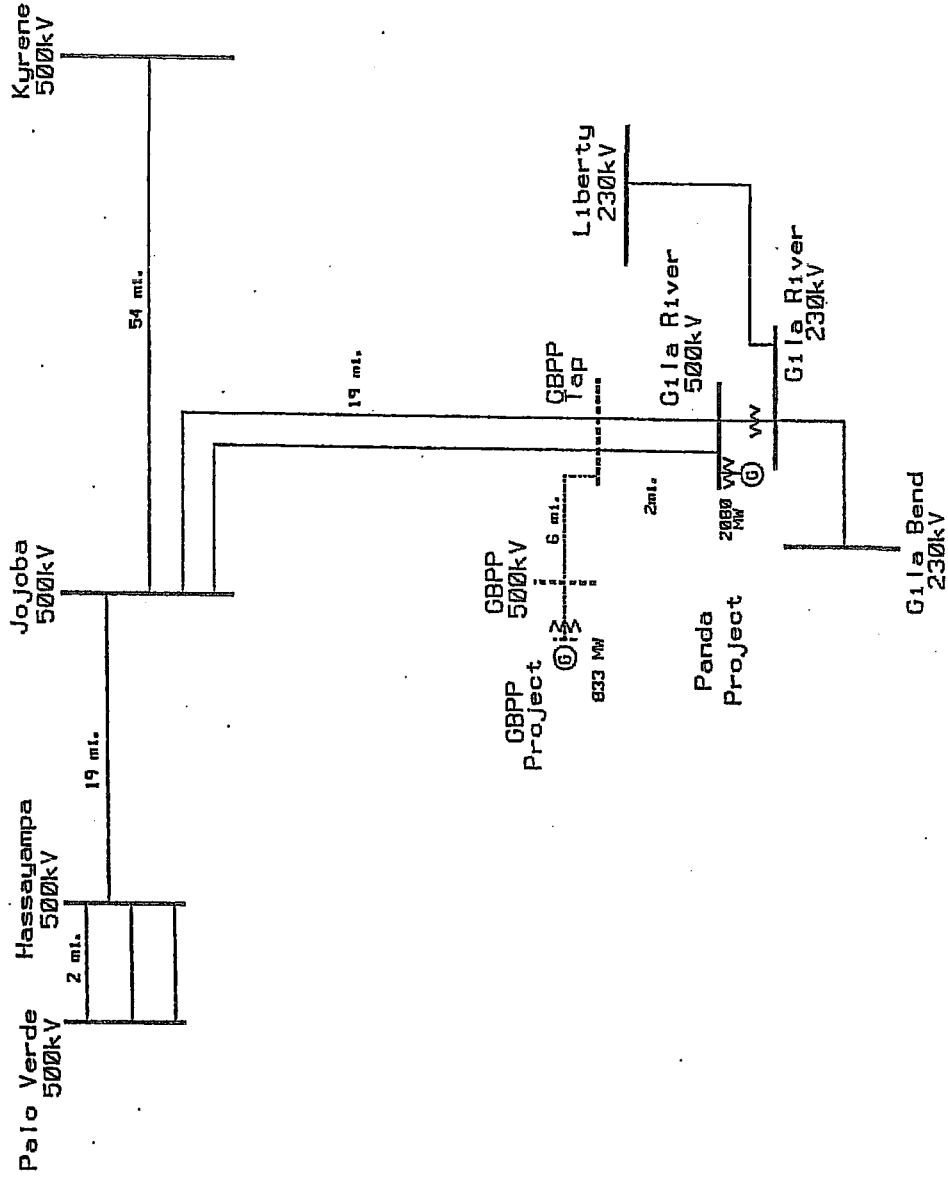 Palo Verde
500kV
Hassayampa
500kV
Jojoba
500kV
Kyrene
500kV
2 mi.
19 mi.
54 mi.
19 mi.
GBPP
Project
GBPP
500kV
G
833 MW
6 mi.
GBPP
Tap
2mi.
Liberty
230kV
Gila River
500kV
Panda
Project
2080
MW
G
Gila River
230kV
Gila Bend
230kV